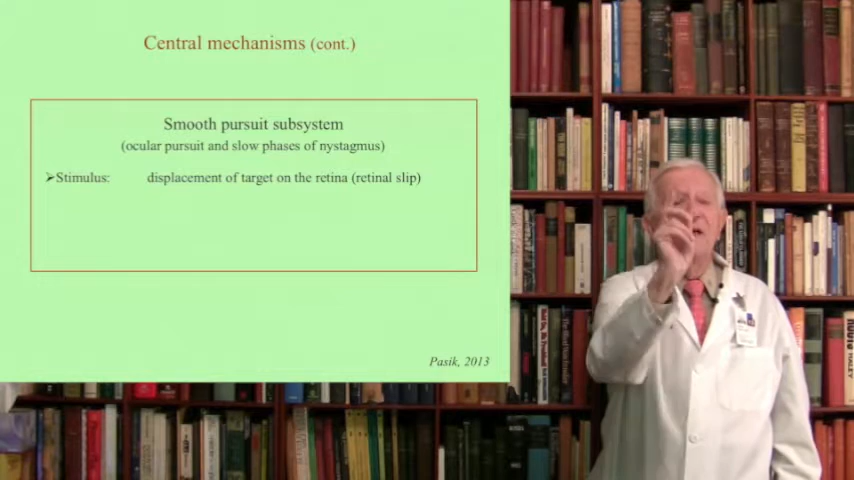 Central mechanisms (cont.)
Smooth pursuit subsystem
(ocular pursuit and slow phases of nystagmus)
➢Stimulus: displacement of target on the retina (retinal slip)
Pasik, 2013